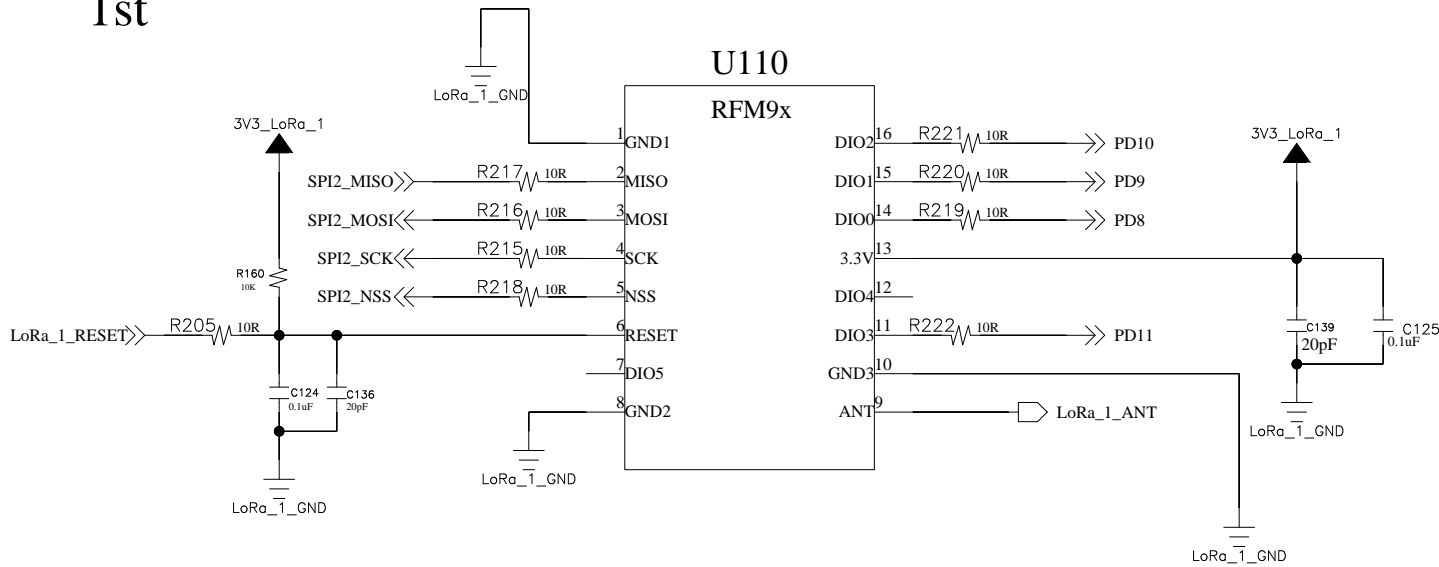 1st
U110
RFM9x
LoRa_1_GND
3V3_LoRa_1
3V3_LoRa_1
1 GND1
DIO2 16 R221 10R PD10
SPI2_MISO R217 10R 2 MISO
DIO1 15 R220 10R PD9
SPI2_MOSI R216 10R 3 MOSI
DIO0 14 R219 10R PD8
SPI2_SCK R215 10R 4 SCK
3.3V 13
R160
10K
SPI2_NSS R218 10R 5 NSS
DIO4 12
LoRa_1_RESET R205 10R 6 RESET
DIO3 11 R222 10R PD11
C139
20pF
C125
0.1uF
7 DIO5
GND3 10
C124
0.1uF
C136
20pF
8 GND2
ANT 9 LoRa_1_ANT
LoRa_1_GND
LoRa_1_GND
LoRa_1_GND
LoRa_1_GND